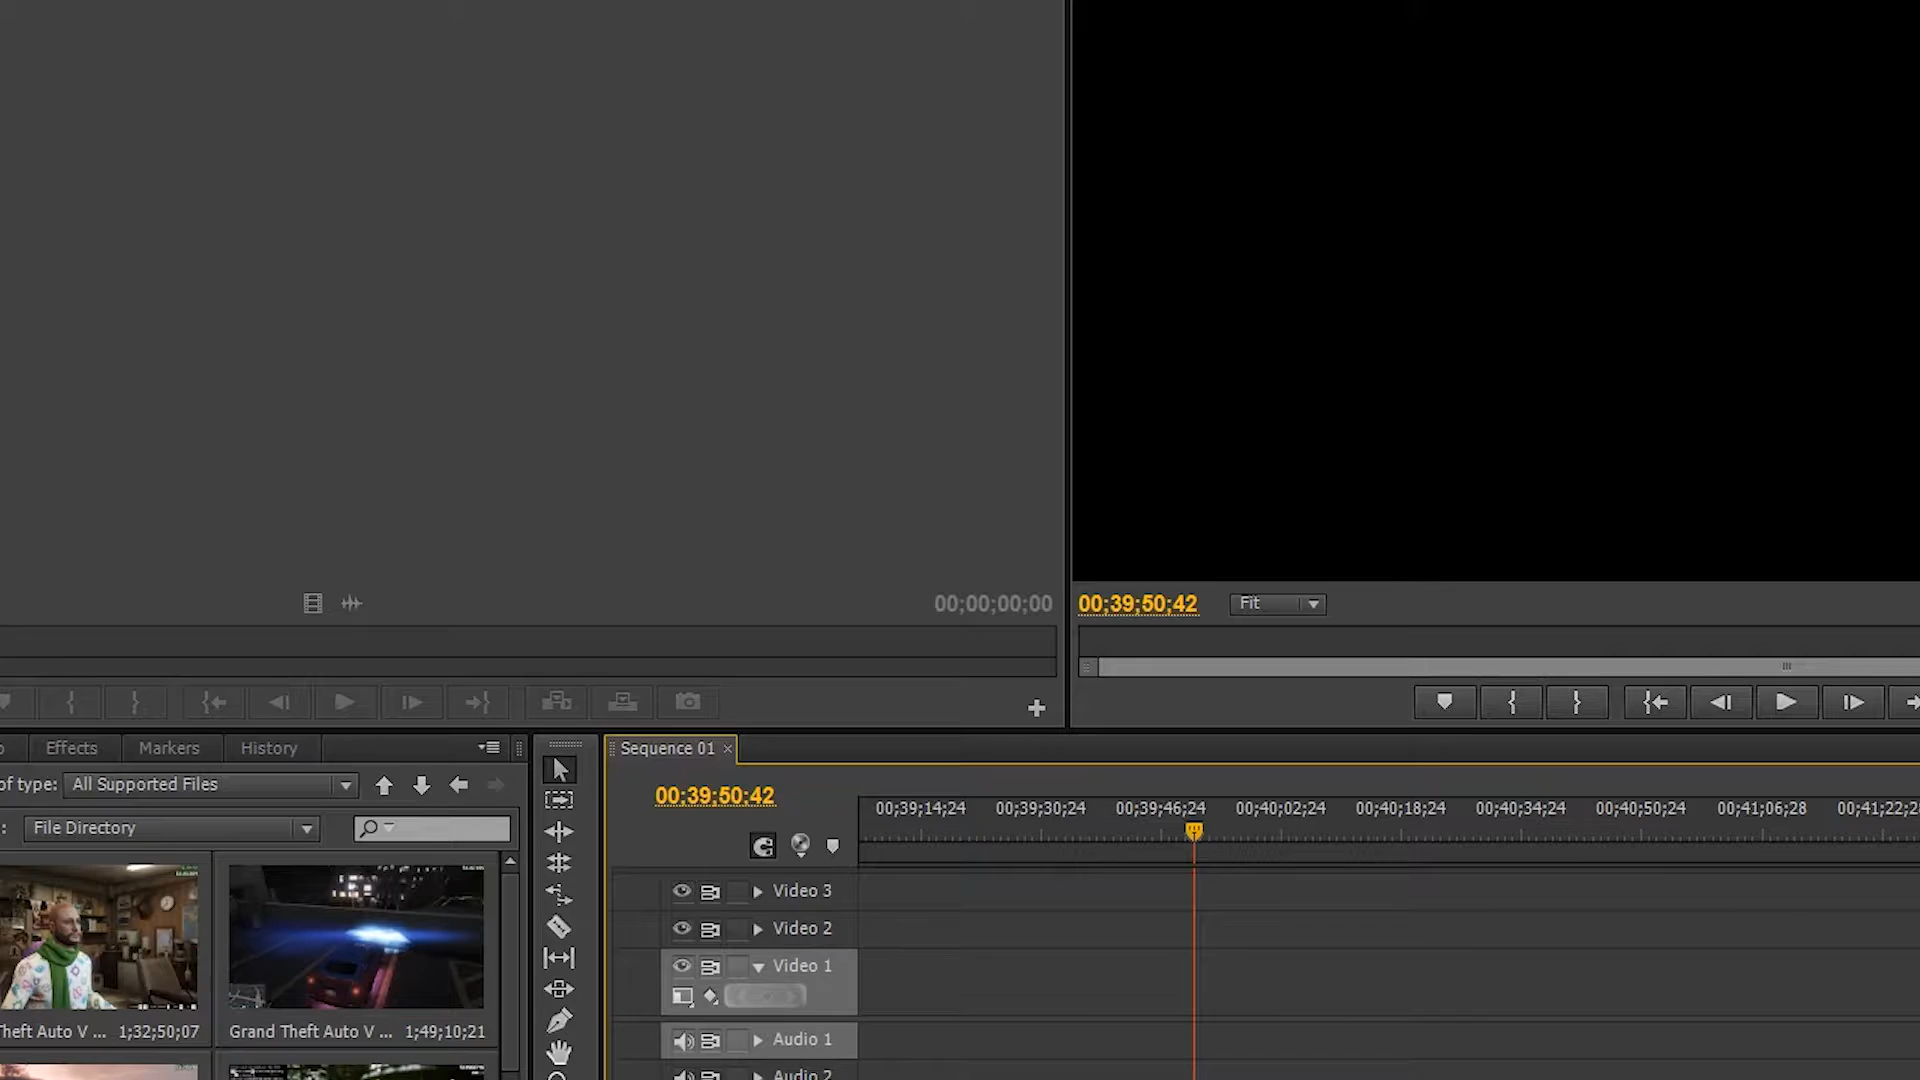 00;00;00;00
00;39;50;42
Fit
Effects
Markers
History
Sequence 01
of type:
All Supported Files
00;39;50;42
00;39;14;24
00;39;30;24
00;39;46;24
00;40;02;24
00;40;18;24
00;40;34;24
00;40;50;24
00;41;06;28
00;41;22;28
File Directory
Video 3
Video 2
Video 1
heft Auto V ...
1;32;50;07
Grand Theft Auto V ...
1;49;10;21
Audio 1
Audio 2